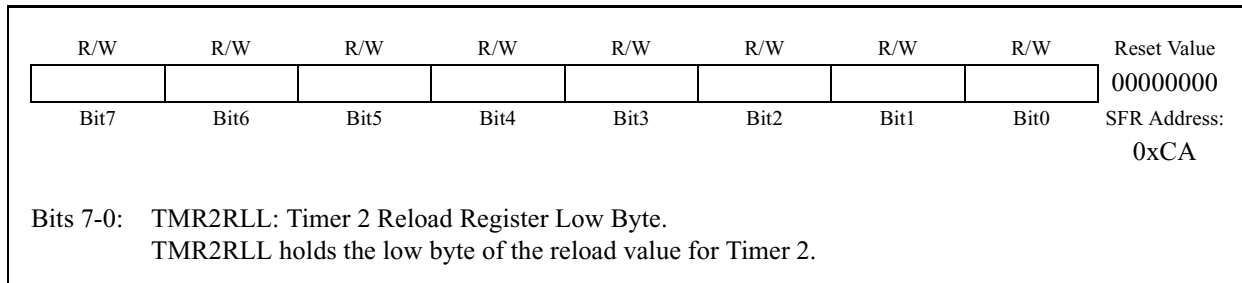 R/W R/W R/W R/W R/W R/W R/W R/W Reset Value
00000000
Bit7 Bit6 Bit5 Bit4 Bit3 Bit2 Bit1 Bit0 SFR Address:
0xCA
Bits 7-0: TMR2RLL: Timer 2 Reload Register Low Byte.
TMR2RLL holds the low byte of the reload value for Timer 2.